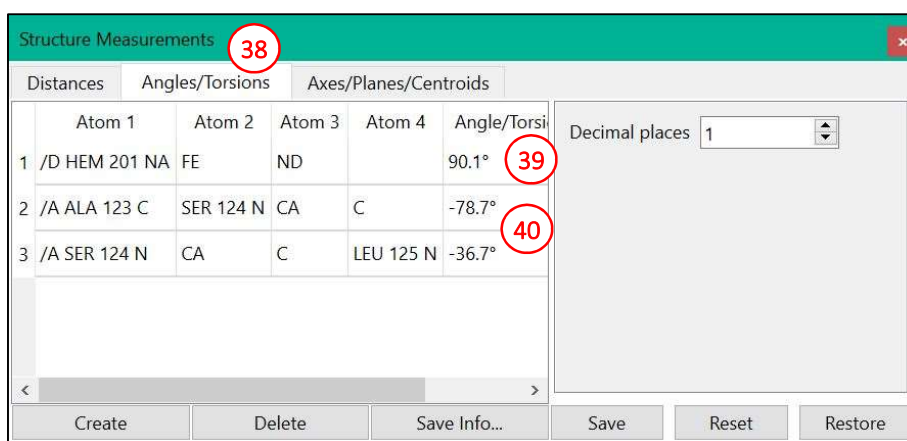 Structure Measurements 38
Distances Angles/Torsions Axes/Planes/Centroids
Atom 1 Atom 2 Atom 3 Atom 4 Angle/Torsi
Decimal places 1
1 /D HEM 201 NA FE ND 90.1° 39
2 /A ALA 123 C SER 124 N CA C -78.7°
40
3 /A SER 124 N CA C LEU 125 N -36.7°
Create Delete Save Info... Save Reset Restore